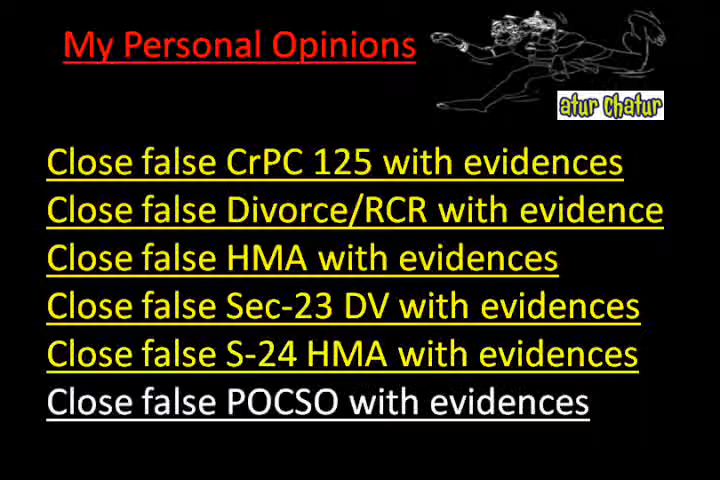 My Personal Opinions
atur Chatur
Close false CrPC 125 with evidences
Close false Divorce/RCR with evidence
Close false HMA with evidences
Close false Sec-23 DV with evidences
Close false S-24 HMA with evidences
Close false POCSO with evidences